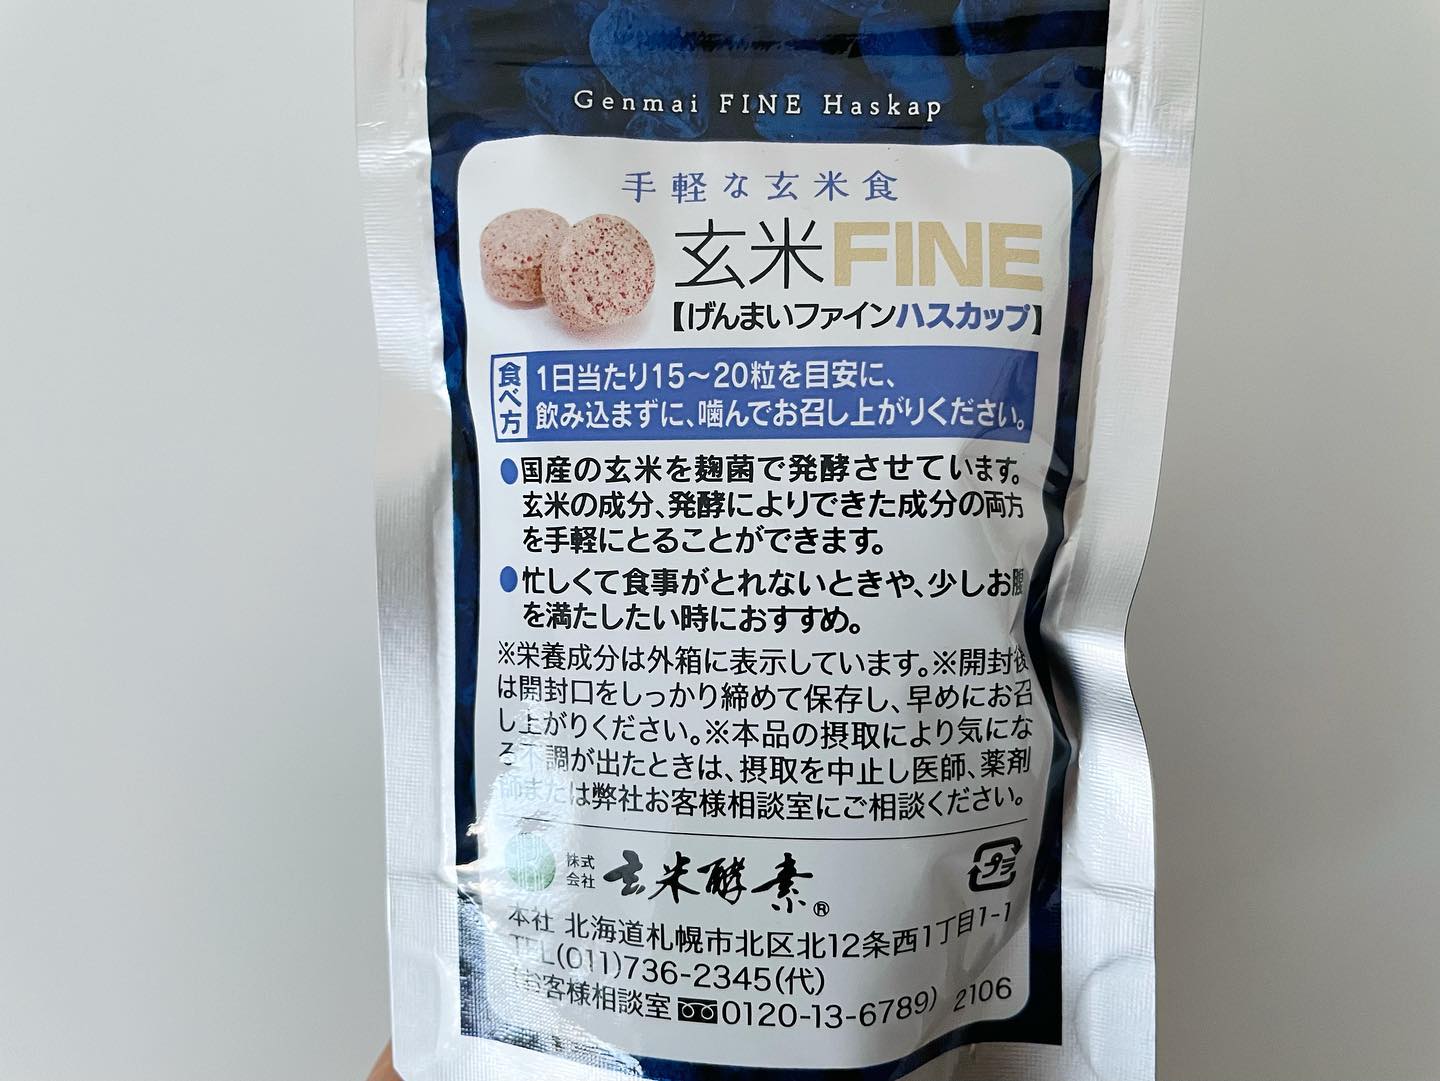 Genmai FINE Haskap
手軽な玄米食
玄米FINE
【げんまいファインハスカップ】
食べ方
1日当たり15～20粒を目安に、
飲み込まずに、噛んでお召し上がりください。
●国産の玄米を麹菌で発酵させています。
玄米の成分、発酵によりできた成分の両方
を手軽にとることができます。
●忙しくて食事がとれないときや、少しお腹
を満たしたい時におすすめ。
※栄養成分は外箱に表示しています。※開封後
は開封口をしっかり締めて保存し、早めにお召
し上がりください。※本品の摂取により気にな
る不調が出たときは、摂取を中止し医師、薬剤
師または弊社お客様相談室にご相談ください。
株式
会社
玄米酵素®
プラ
本社 北海道札幌市北区北12条西1丁目1-1
TEL(011)736-2345(代)
(お客様相談室 0120-13-6789) 2106